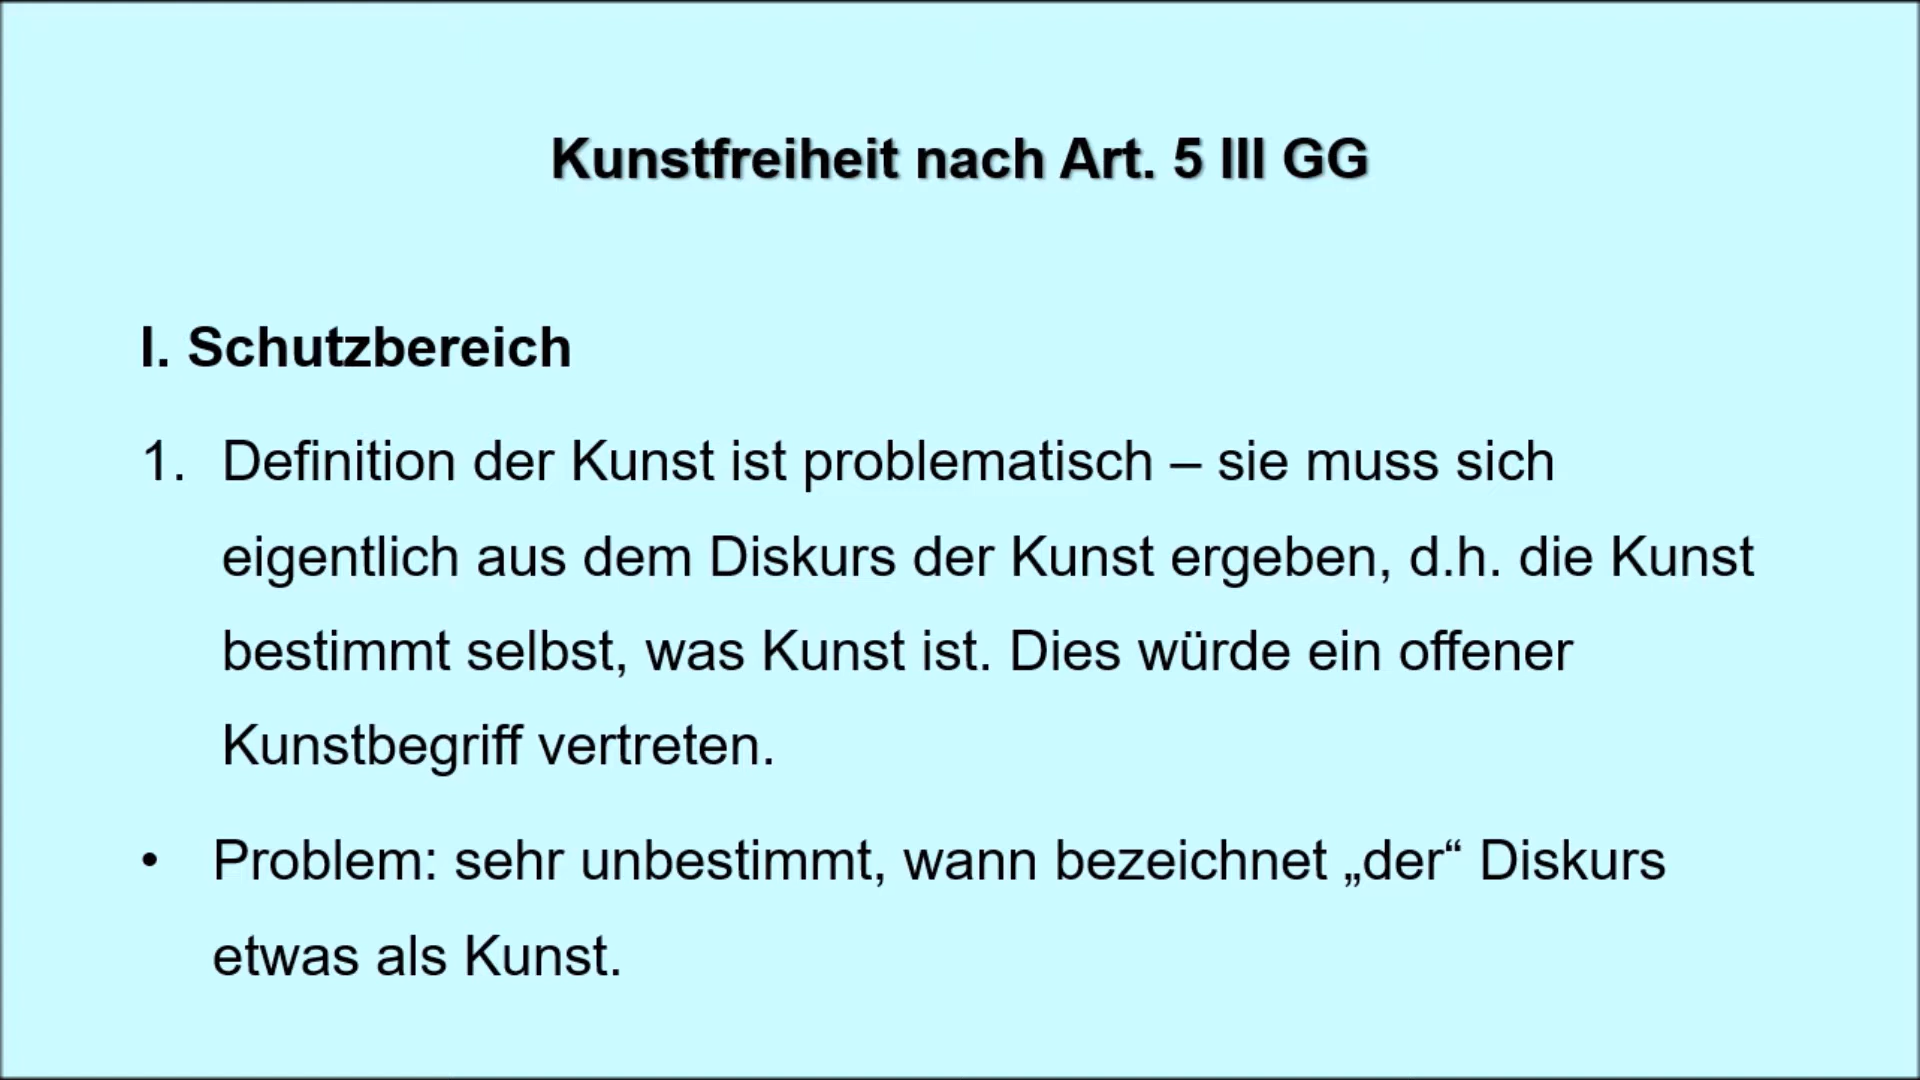 Kunstfreiheit nach Art. 5 III GG
I. Schutzbereich
1. Definition der Kunst ist problematisch – sie muss sich
eigentlich aus dem Diskurs der Kunst ergeben, d.h. die Kunst
bestimmt selbst, was Kunst ist. Dies würde ein offener
Kunstbegriff vertreten.
• Problem: sehr unbestimmt, wann bezeichnet „der“ Diskurs
etwas als Kunst.